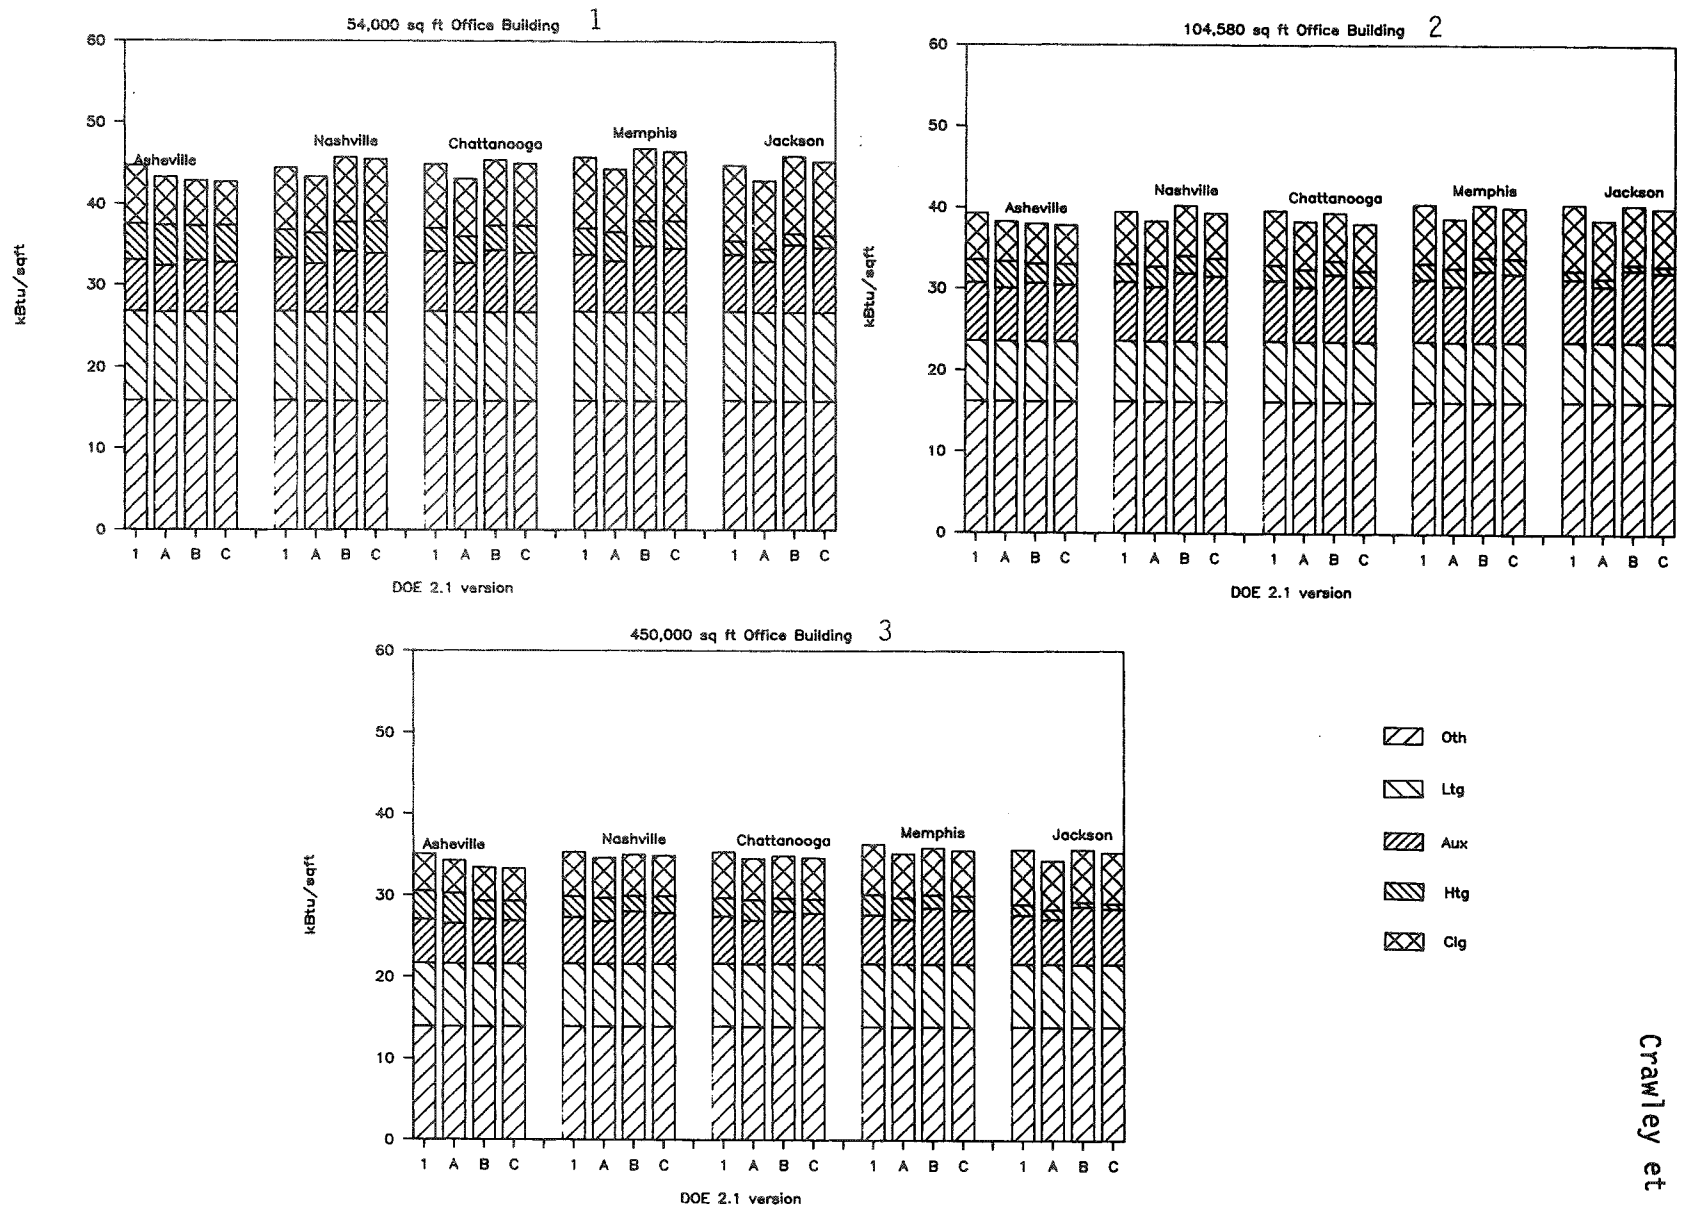 54,000 sq ft Office Building 1
60
50
40
30
20
10
0
kBtu/sqft
Asheville
Nashville
Chattanooga
Memphis
Jackson
1 A B C 1 A B C 1 A B C 1 A B C 1 A B C
DOE 2.1 version
104,580 sq ft Office Building 2
60
50
40
30
20
10
0
kBtu/sqft
Asheville
Nashville
Chattanooga
Memphis
Jackson
1 A B C 1 A B C 1 A B C 1 A B C 1 A B C
DOE 2.1 version
450,000 sq ft Office Building 3
60
50
40
30
20
10
0
kBtu/sqft
Asheville
Nashville
Chattanooga
Memphis
Jackson
1 A B C 1 A B C 1 A B C 1 A B C 1 A B C
DOE 2.1 version
Oth
Ltg
Aux
Htg
Clg
Crawley et